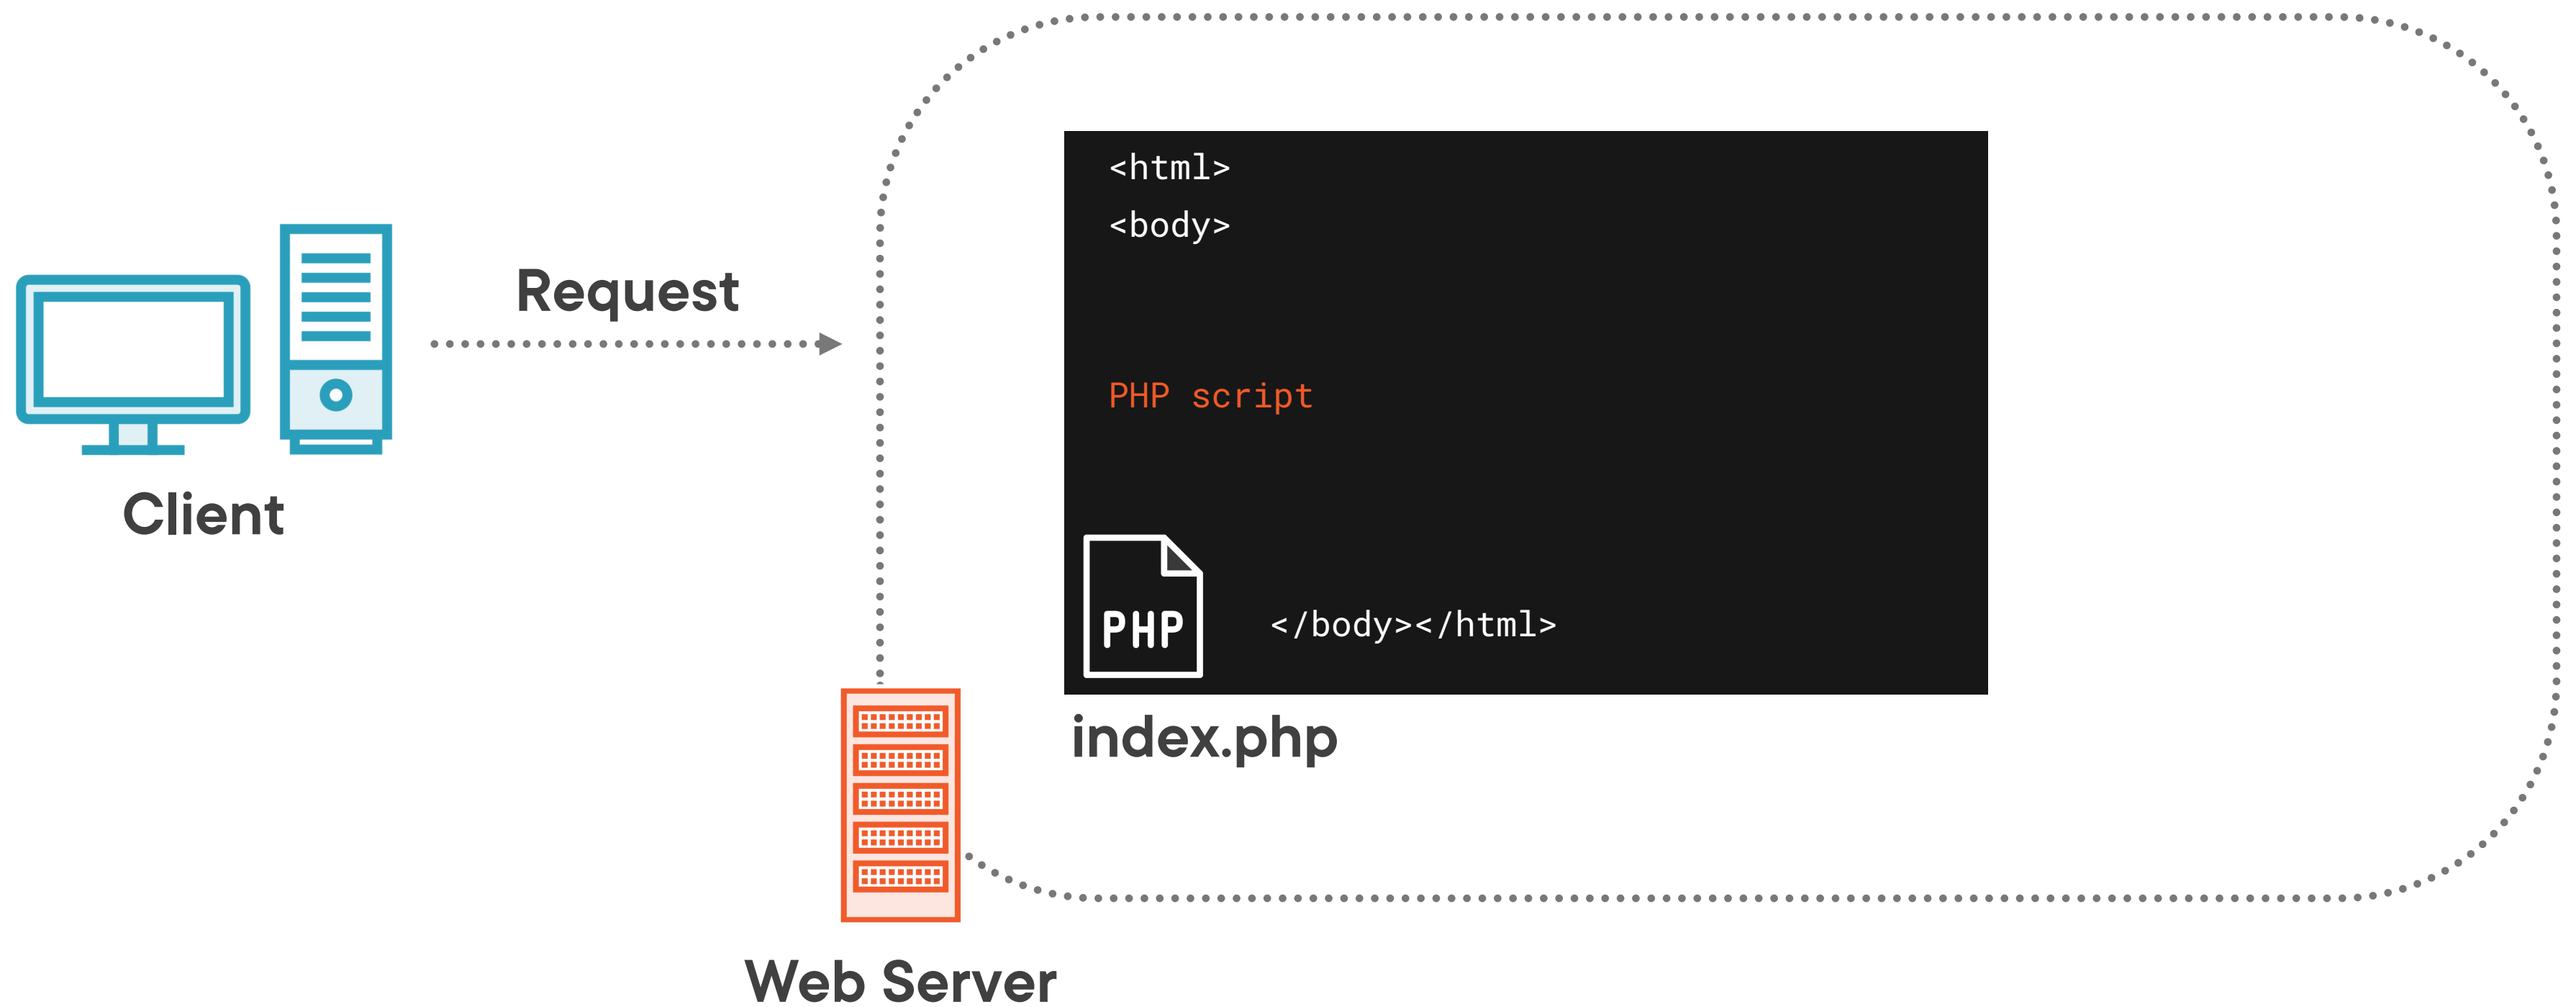 Client
Request
<html>
<body>
PHP script
PHP
</body></html>
index.php
Web Server